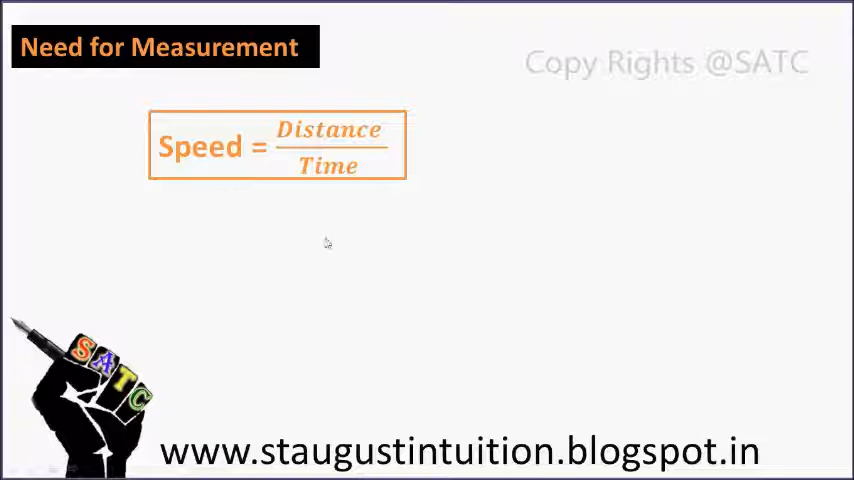 Need for Measurement
Copy Rights @SATC
Speed = Distance / Time
SATC
www.staugustintuition.blogspot.in